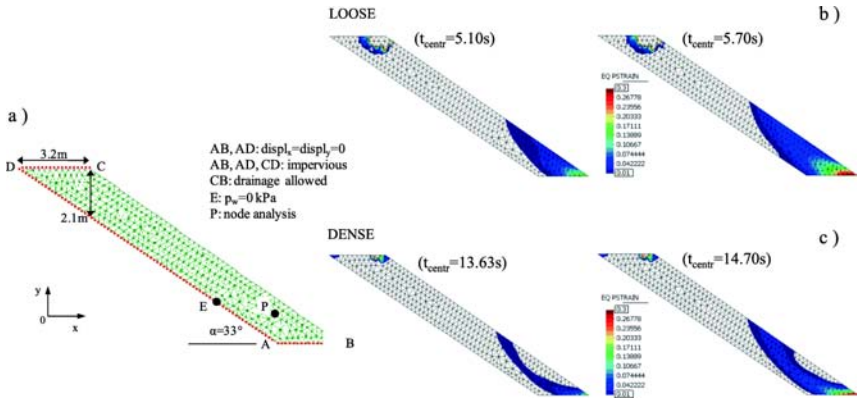 a )
D
3.2m
C
2.1m
AB, AD: displₓ=displᵧ=0
AB, AD, CD: impervious
CB: drainage allowed
E: p_w=0 kPa
P: node analysis
y
0
x
E
P
α=33°
A
B
LOOSE
b )
(t_centr=5.10s)
(t_centr=5.70s)
EQ PSTRAIN
0.3
0.26778
0.23556
0.20333
0.17111
0.13889
0.10667
0.074444
0.042222
0.01
DENSE
c )
(t_centr=13.63s)
(t_centr=14.70s)
EQ PSTRAIN
0.3
0.26778
0.23556
0.20333
0.17111
0.13889
0.10667
0.074444
0.042222
0.01